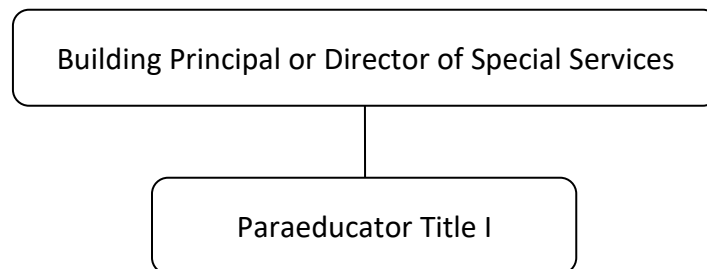 Building Principal or Director of Special Services
Paraeducator Title I